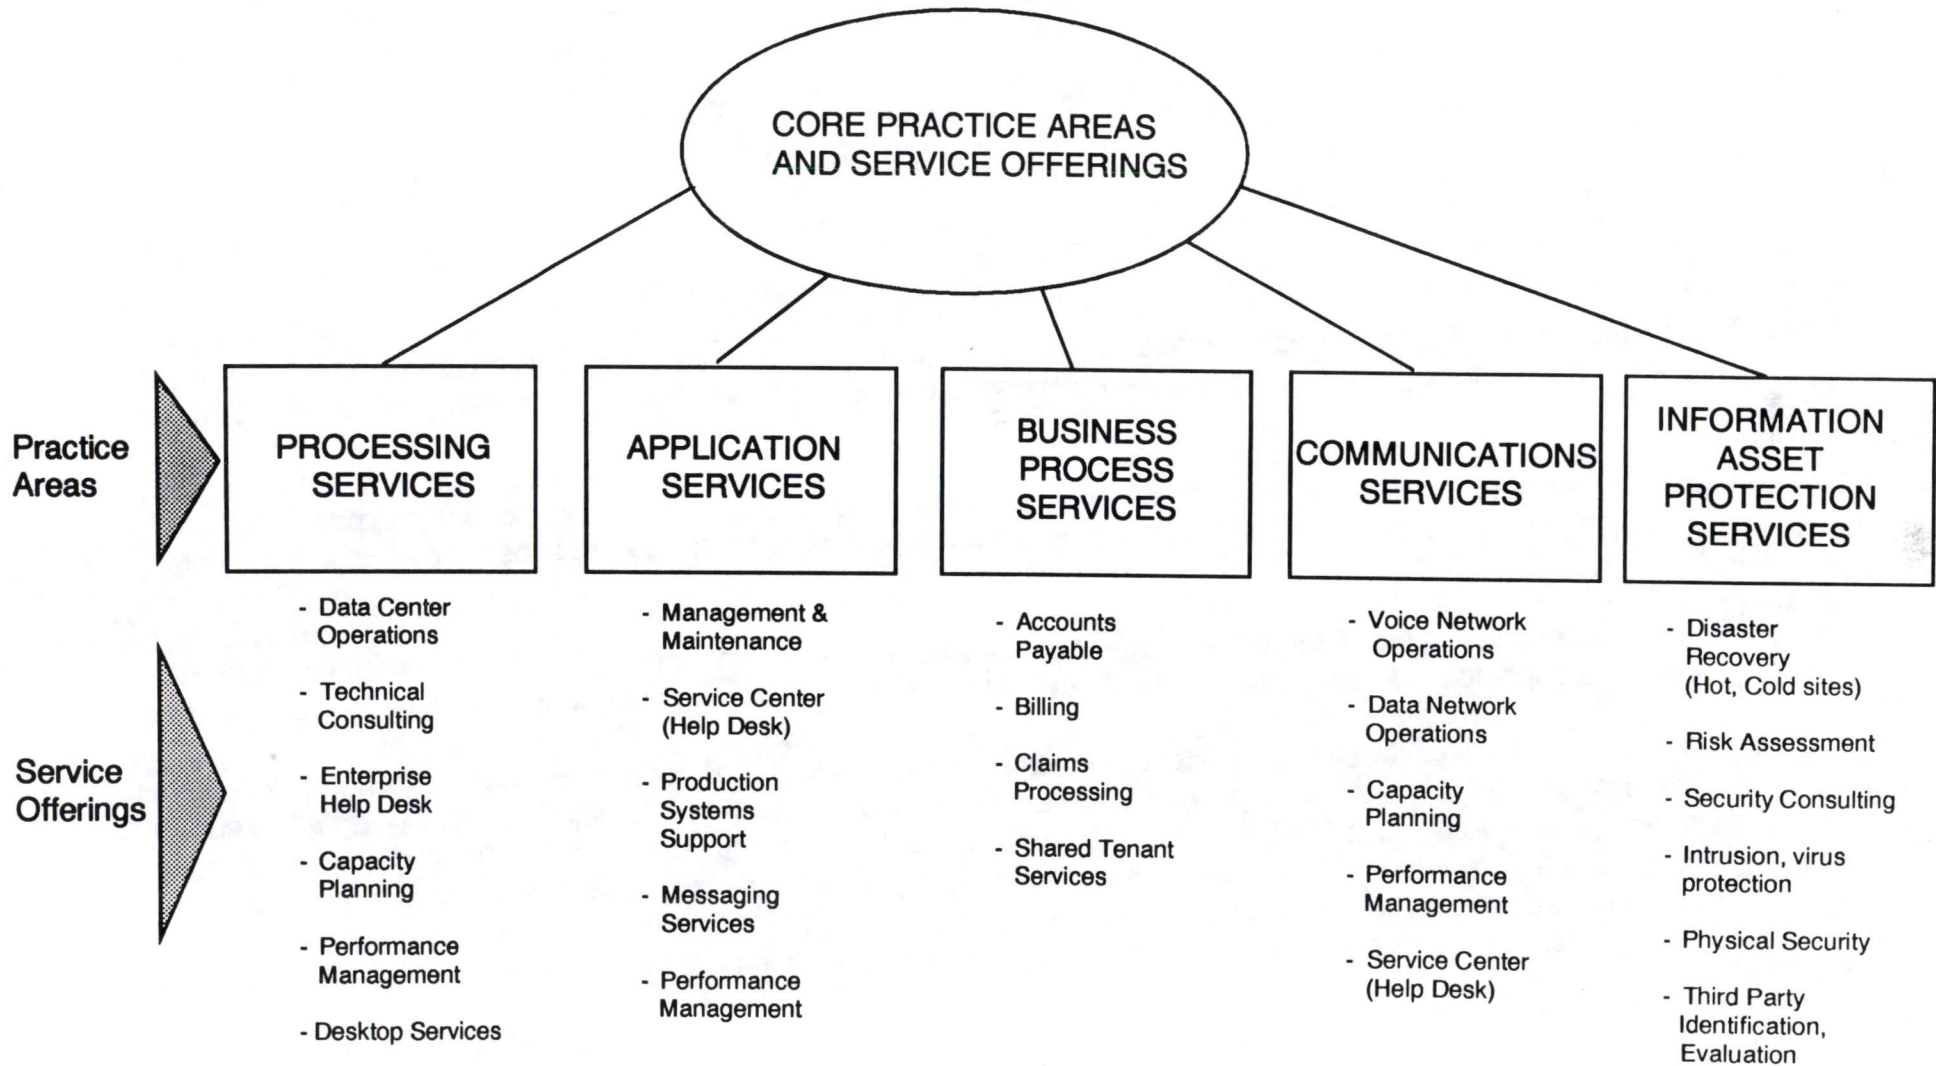 CORE PRACTICE AREAS
AND SERVICE OFFERINGS
Practice
Areas
PROCESSING
SERVICES
APPLICATION
SERVICES
BUSINESS
PROCESS
SERVICES
COMMUNICATIONS
SERVICES
INFORMATION
ASSET
PROTECTION
SERVICES
Service
Offerings
- Data Center
Operations
- Technical
Consulting
- Enterprise
Help Desk
- Capacity
Planning
- Performance
Management
- Desktop Services
- Management &
Maintenance
- Service Center
(Help Desk)
- Production
Systems
Support
- Messaging
Services
- Performance
Management
- Accounts
Payable
- Billing
- Claims
Processing
- Shared Tenant
Services
- Voice Network
Operations
- Data Network
Operations
- Capacity
Planning
- Performance
Management
- Service Center
(Help Desk)
- Disaster
Recovery
(Hot, Cold sites)
- Risk Assessment
- Security Consulting
- Intrusion, virus
protection
- Physical Security
- Third Party
Identification,
Evaluation